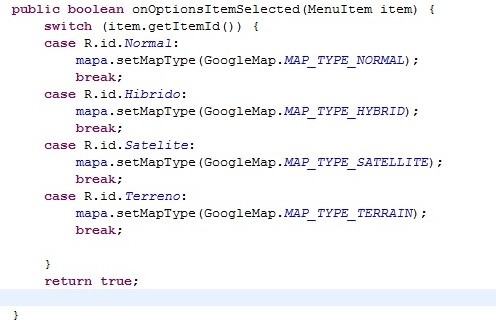 public boolean onOptionsItemSelected(MenuItem item) {
    switch (item.getItemId()) {
    case R.id.Normal:
        mapa.setMapType(GoogleMap.MAP_TYPE_NORMAL);
        break;
    case R.id.Hibrido:
        mapa.setMapType(GoogleMap.MAP_TYPE_HYBRID);
        break;
    case R.id.Satelite:
        mapa.setMapType(GoogleMap.MAP_TYPE_SATELLITE);
        break;
    case R.id.Terreno:
        mapa.setMapType(GoogleMap.MAP_TYPE_TERRAIN);
        break;

    }
    return true;

}